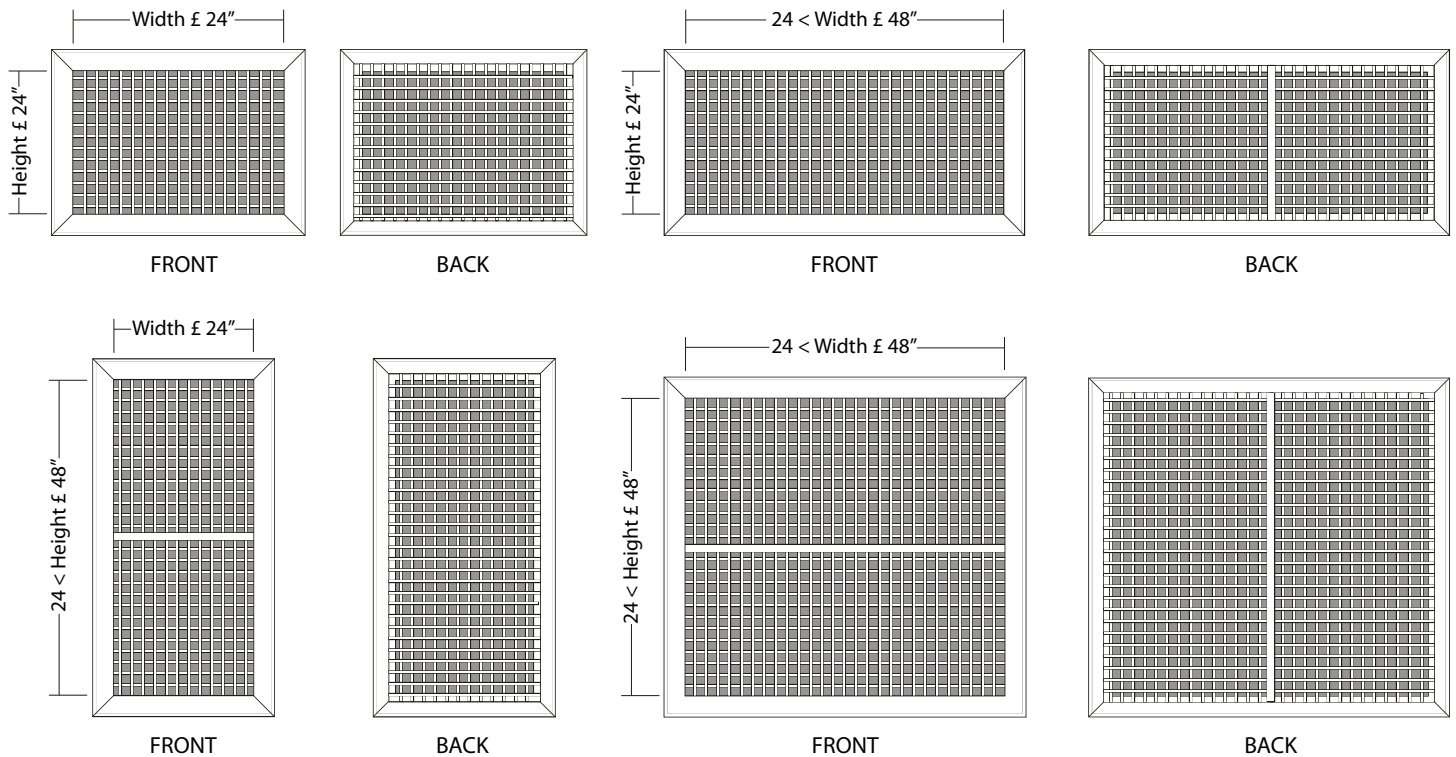 Width £ 24”
24 < Width £ 48”
Height £ 24”
Height £ 24”
FRONT
BACK
FRONT
BACK
Width £ 24”
24 < Width £ 48”
24 < Height £ 48”
24 < Height £ 48”
FRONT
BACK
FRONT
BACK